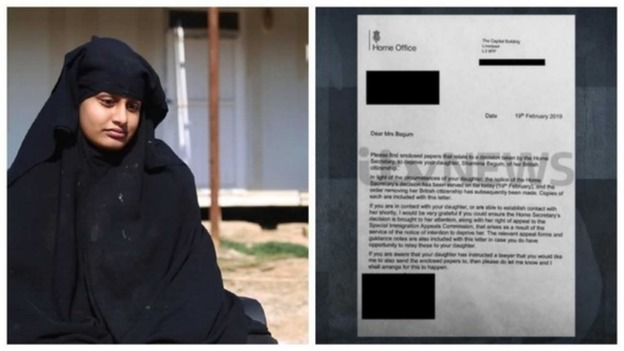 Home Office
The Capital Building
Liverpool
L3 9PP
Date 19th February 2019
Dear Mrs Begum
Please find enclosed papers that relate to a decision taken by the Home
Secretary, to deprive your daughter, Shamima Begum, of her British
citizenship.
In light of the circumstances of your daughter, the notice of the Home
Secretary's decision has been served on file today (19th February), and the
order removing her British citizenship has subsequently been made. Copies of
each are included with this letter.
If you are in contact with your daughter, or are able to establish contact with
her shortly, I would be very grateful if you could ensure the Home Secretary's
decision is brought to her attention, along with her right of appeal to the
Special Immigration Appeals Commission, that arises as a result of the
service of the notice of intention to deprive her. The relevant appeal forms and
guidance notes are also included with this letter in case you do have
opportunity to relay these to your daughter.
If you are aware that your daughter has instructed a lawyer that you would like
me to also send the enclosed papers to, then please do let me know and I
shall arrange for this to happen.
NEWS